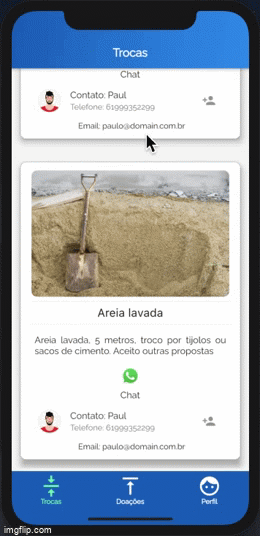 Trocas
Chat
Contato: Paul
Telefone: 61999352299
Email: paulo@domain.com.br
Areia lavada
Areia lavada, 5 metros, troco por tijolos ou
sacos de cimento. Aceito outras propostas
Chat
Contato: Paul
Telefone: 61999352299
Email: paulo@domain.com.br
Trocas
Doações
Perfil
imgflip.com